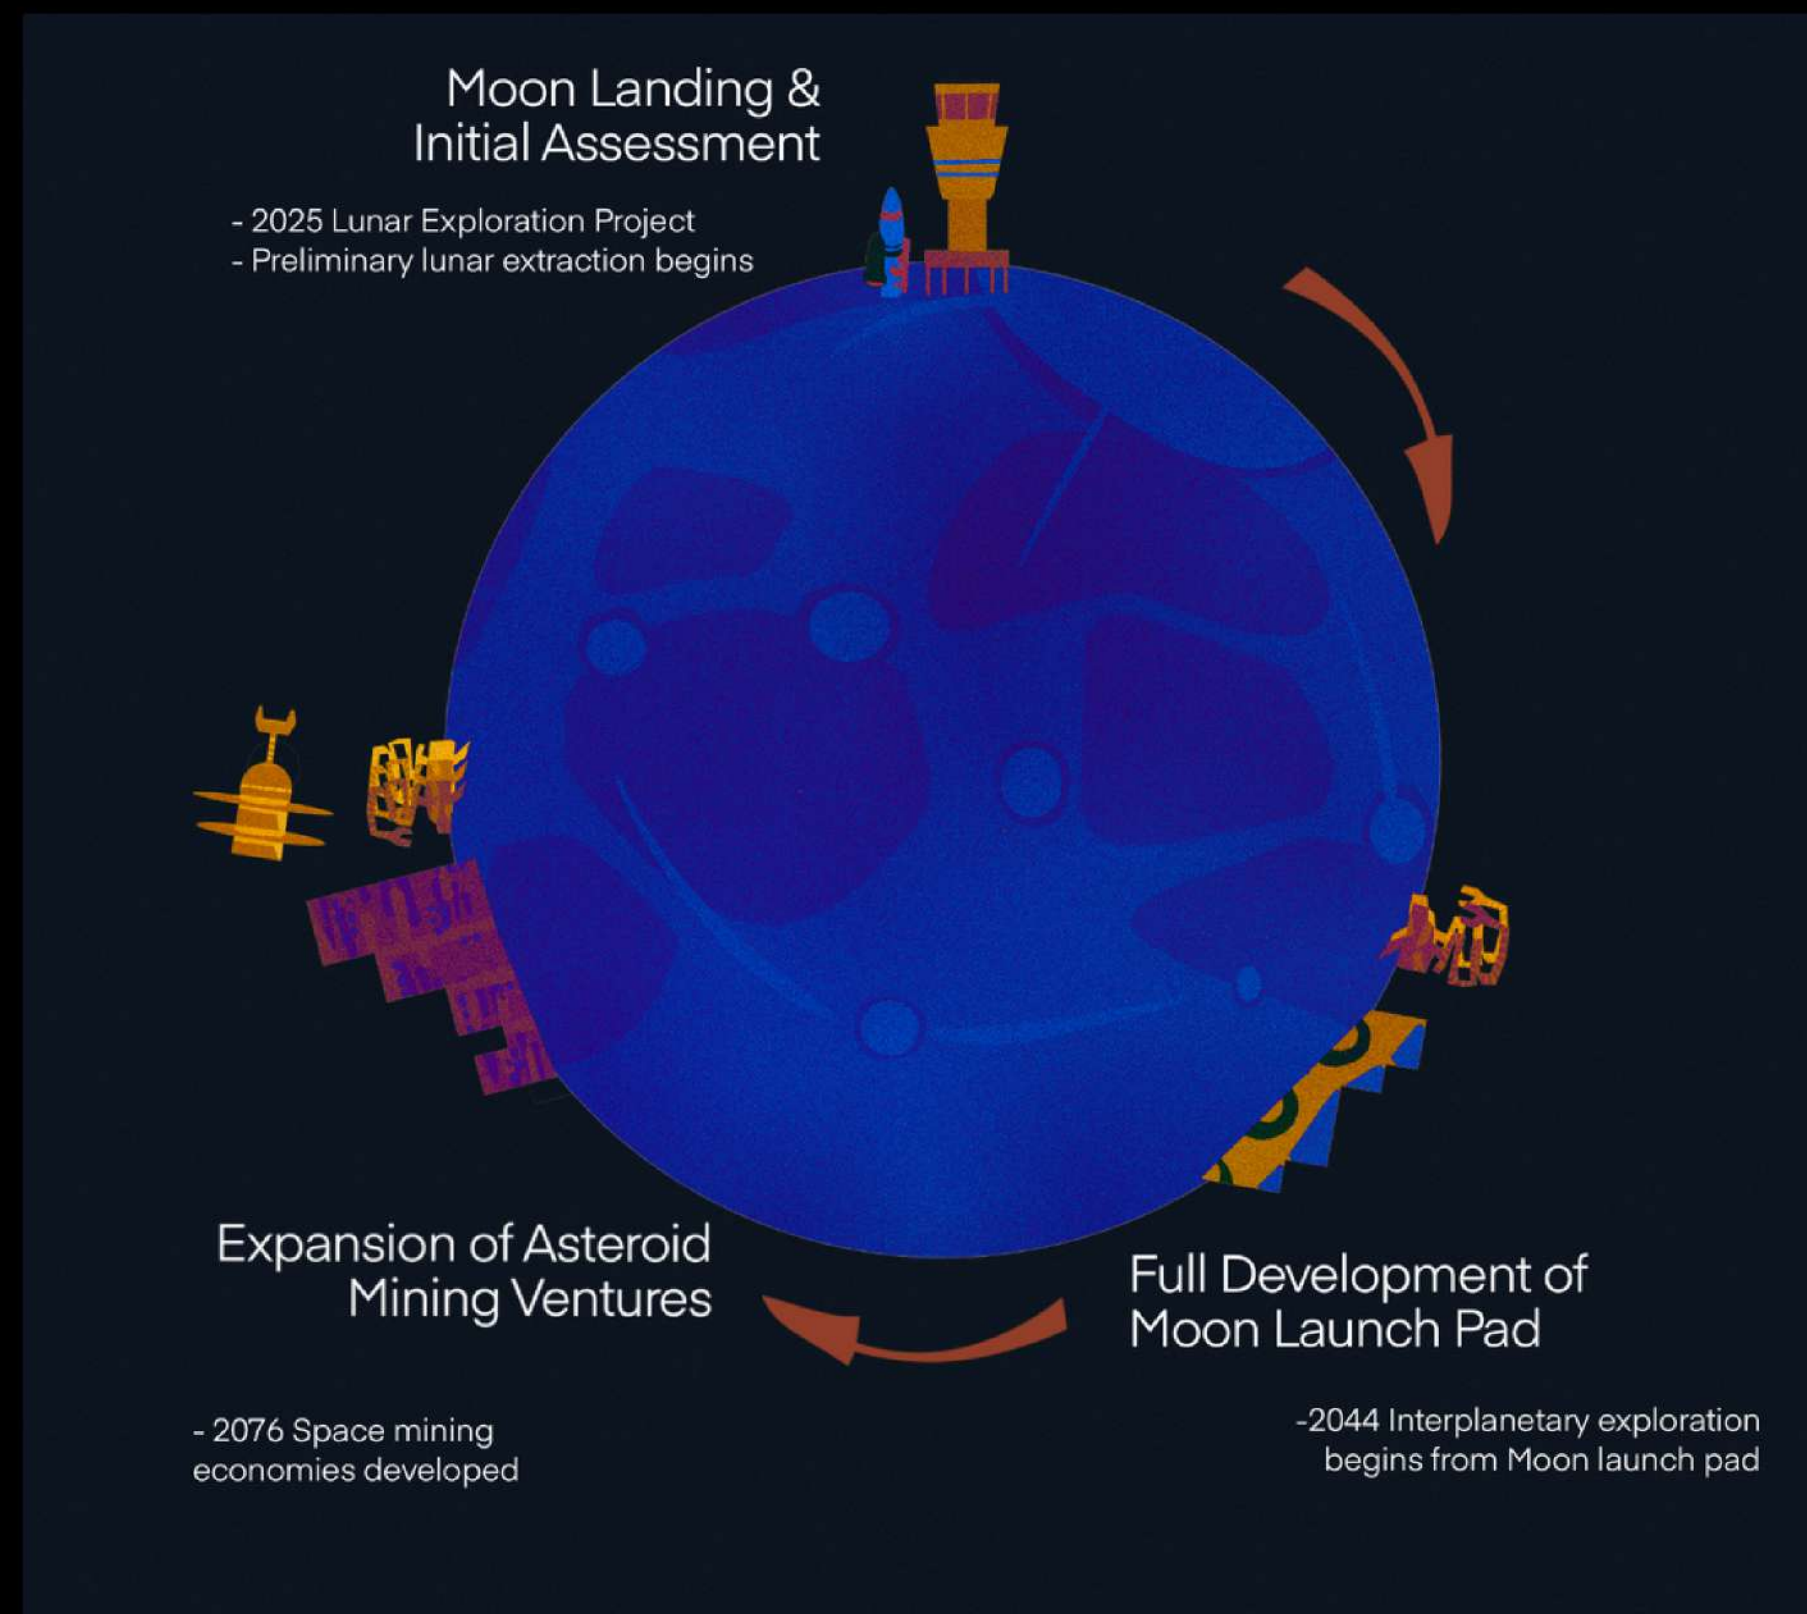 Moon Landing &
Initial Assessment
- 2025 Lunar Exploration Project
- Preliminary lunar extraction begins
Full Development of
Moon Launch Pad
-2044 Interplanetary exploration
begins from Moon launch pad
Expansion of Asteroid
Mining Ventures
- 2076 Space mining
economies developed